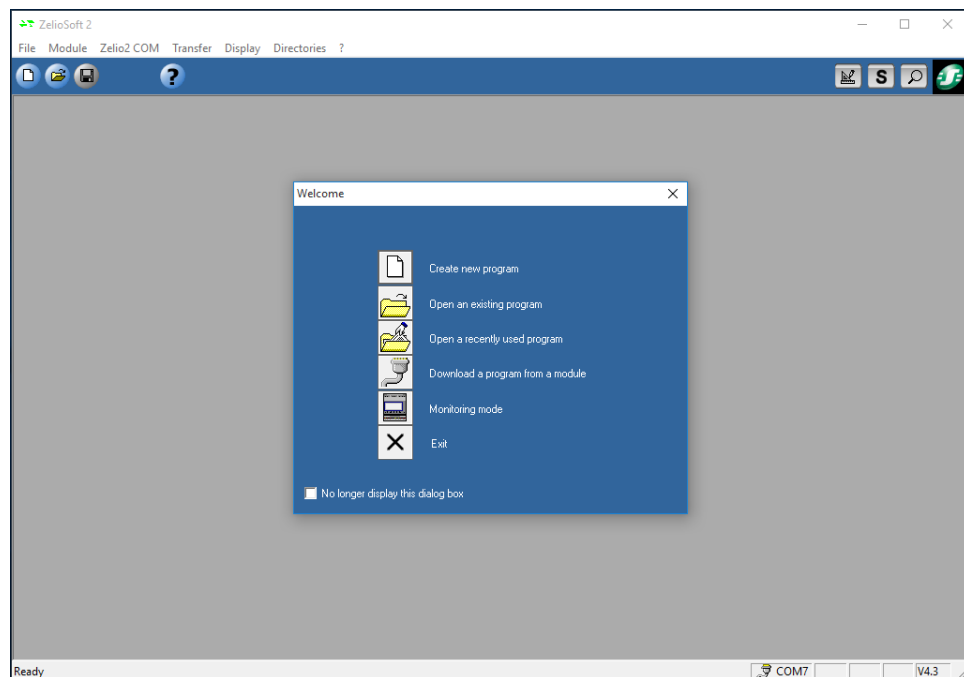 ZelioSoft 2
File Module Zelio2 COM Transfer Display Directories ?
? S
Welcome
Create new program
Open an existing program
Open a recently used program
Download a program from a module
Monitoring mode
Exit
No longer display this dialog box
Ready COM7 V4.3